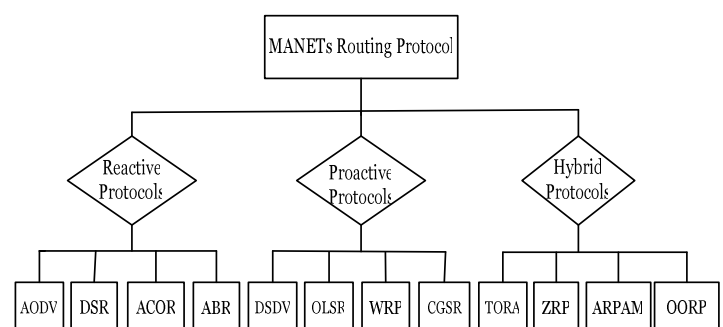 MANETs Routing Protocol
Reactive
Protocols
Proactive
Protocols
Hybrid
Protocols
AODV
DSR
ACOR
ABR
DSDV
OLSR
WRP
CGSR
TORA
ZRP
ARPAM
OORP